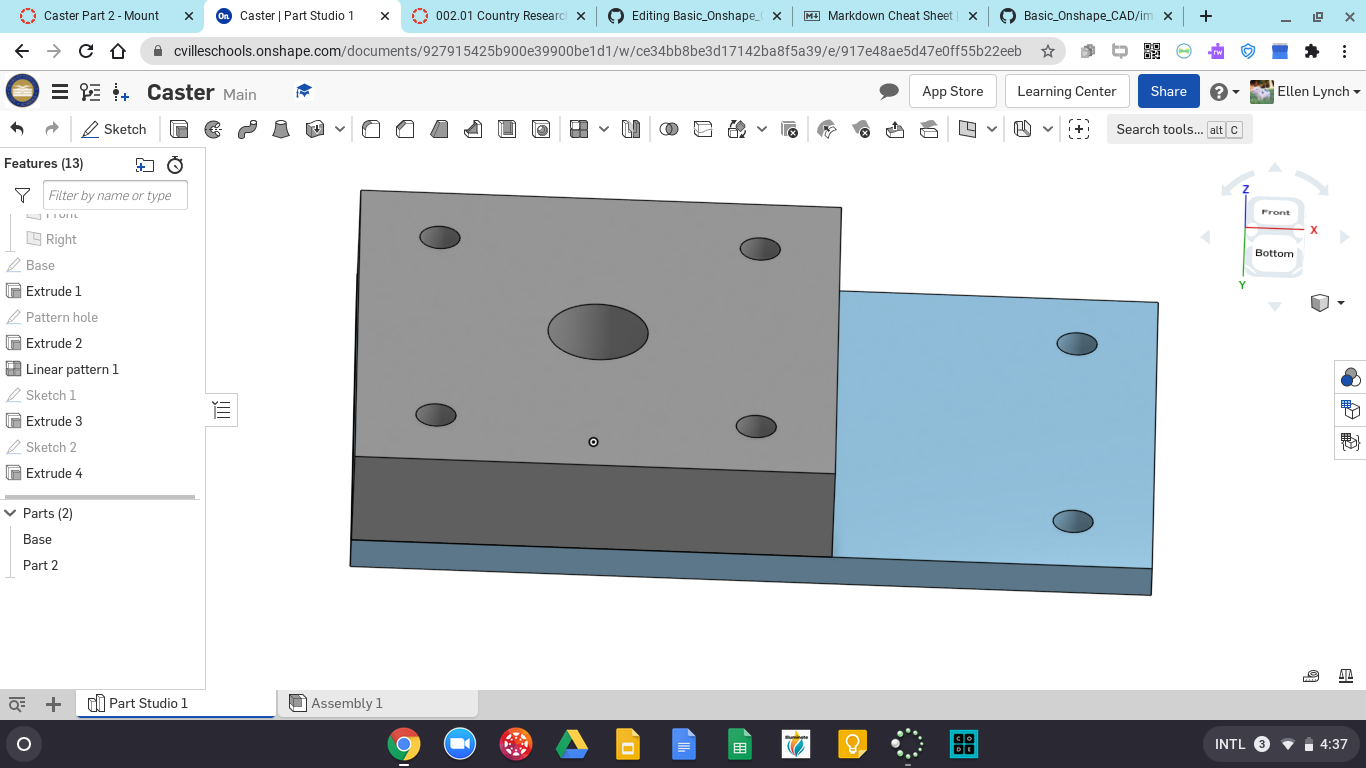 Caster Part 2 - Mount
On
Caster | Part Studio 1
002.01 Country Researc
Editing Basic_Onshape_
Markdown Cheat Sheet |
Basic_Onshape_CAD/im
cvilleschools.onshape.com/documents/927915425b900e39900be1d1/w/ce34bb8be3d17142ba8f5a39/e/917e48ae5d47e0ff55b22eeb
rw
Caster Main
App Store
Learning Center
Share
Ellen Lynch
Sketch
Search tools... alt C
Features (13)
Filter by name or type
Front
Right
Base
Extrude 1
Pattern hole
Extrude 2
Linear pattern 1
Sketch 1
Extrude 3
Sketch 2
Extrude 4
Parts (2)
Base
Part 2
Z
Front
X
Bottom
Y
Part Studio 1
Assembly 1
illuminate
C O
D E
INTL 3 4:37